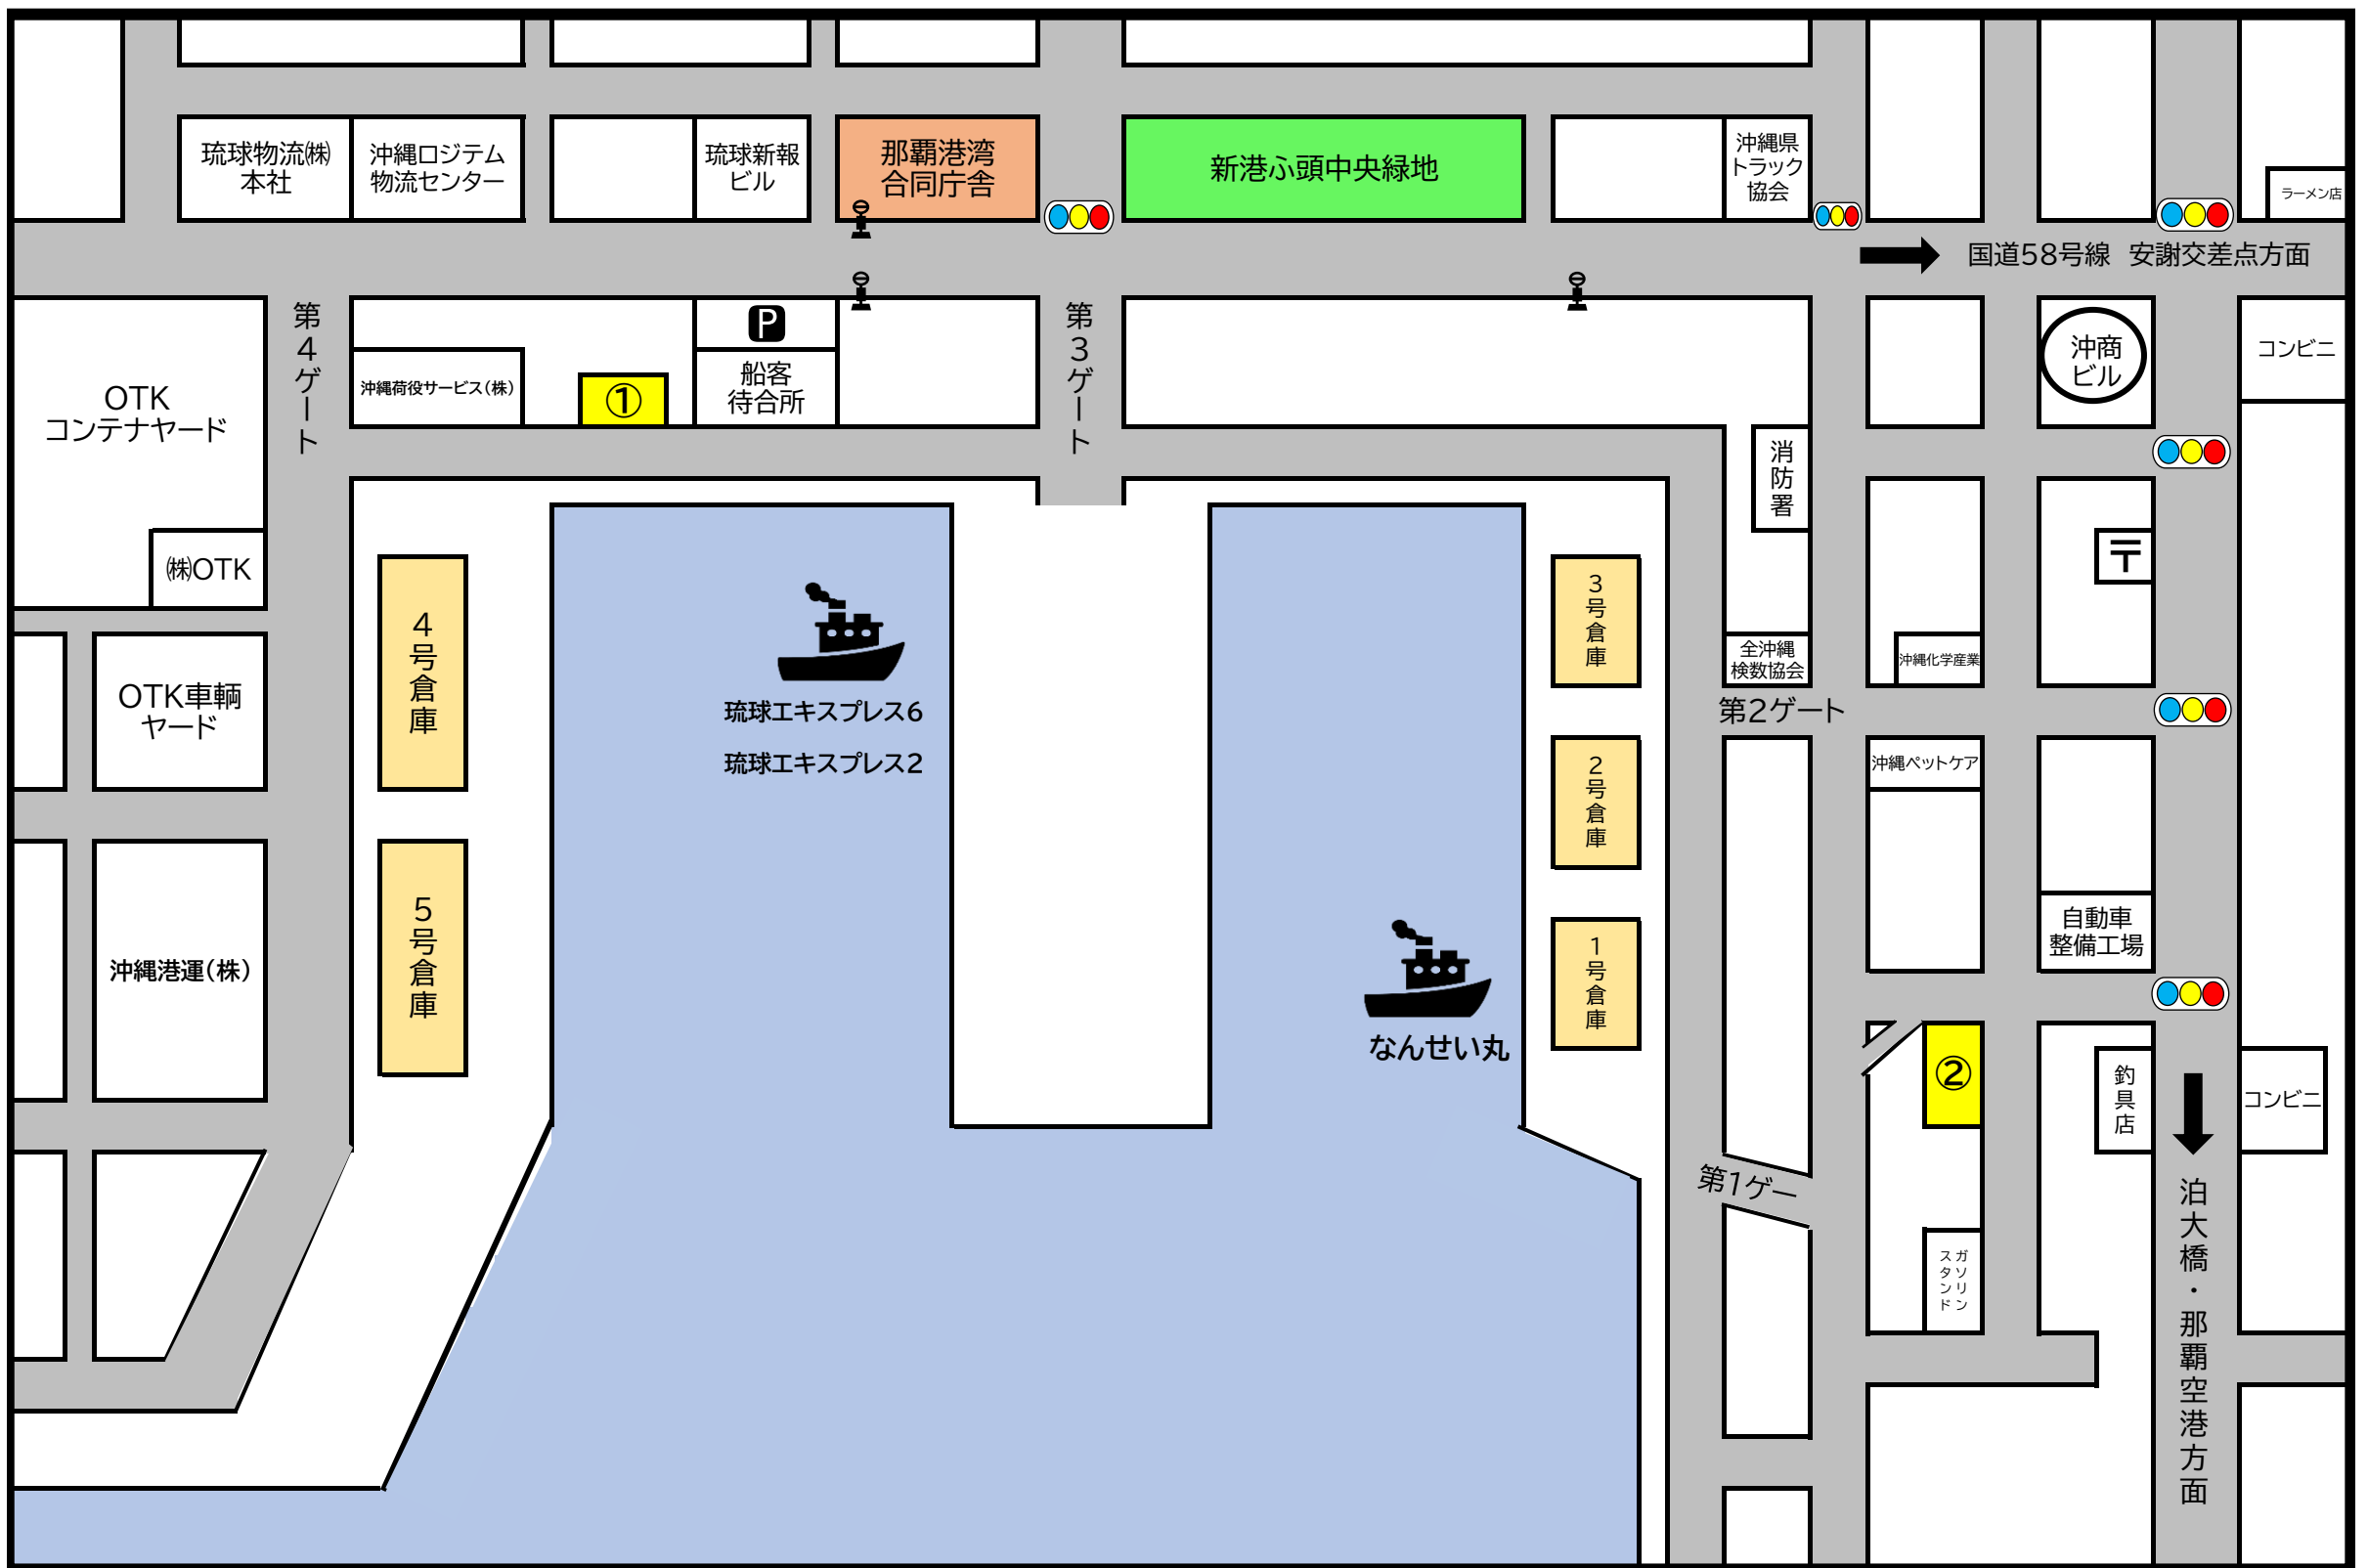 琉球物流㈱
本社
沖縄ロジテム
物流センター
琉球新報
ビル
那覇港湾
合同庁舎
新港ふ頭中央緑地
沖縄県
トラック
協会
ラーメン店
国道58号線 安謝交差点方面
第4ゲート
第3ゲート
P
船客
待合所
沖縄荷役サービス(株)
①
OTK
コンテナヤード
㈱OTK
沖商
ビル
コンビニ
消防署
〒
4号倉庫
3号倉庫
全沖縄
検数協会
沖縄化学産業
OTK車輌
ヤード
琉球エキスプレス6
琉球エキスプレス2
第2ゲート
2号倉庫
沖縄ペットケア
5号倉庫
沖縄港運(株)
1号倉庫
自動車
整備工場
なんせい丸
②
釣具店
コンビニ
第1ゲー
ガソリン
スタンド
泊大橋・那覇空港方面